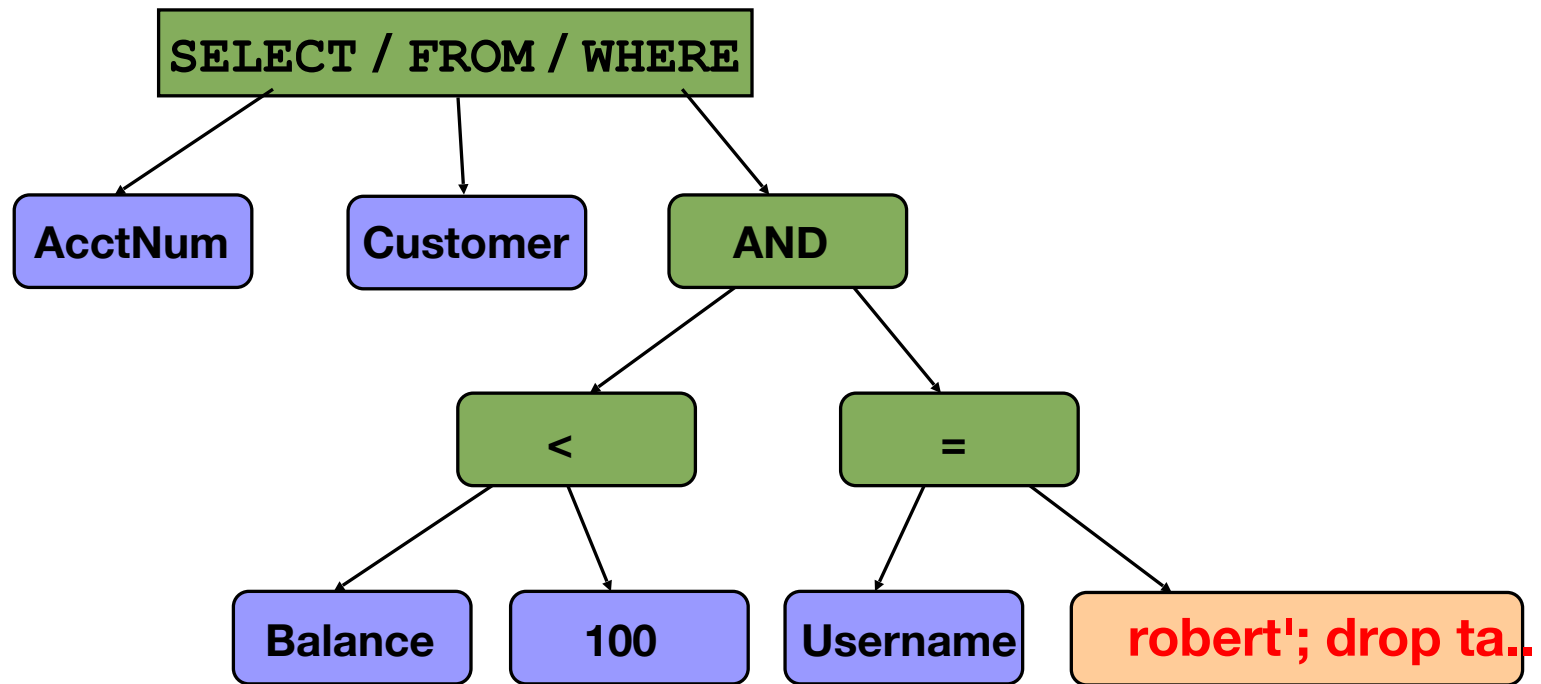 SELECT / FROM / WHERE
AcctNum
Customer
AND
<
=
Balance
100
Username
robert'; drop ta..